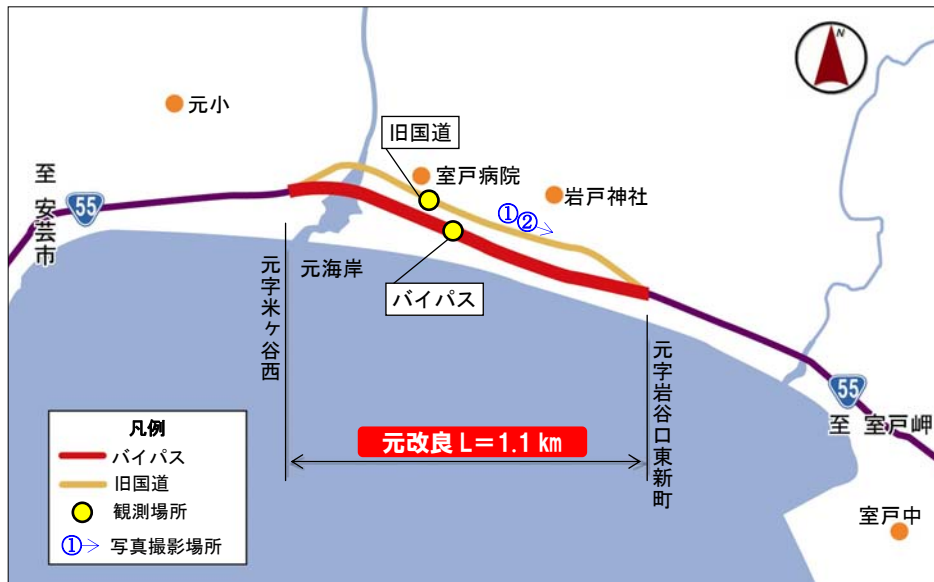 N
元小
旧国道
室戸病院
岩戸神社
①
②
至 安芸市
55
バイパス
元海岸
元字米ヶ谷西
元字岩谷口東新町
55
至 室戸岬
元改良 L=1.1 km
室戸中
凡例
バイパス
旧国道
観測場所
①> 写真撮影場所